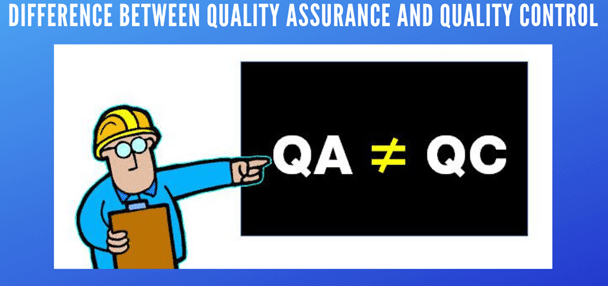 DIFFERENCE BETWEEN QUALITY ASSURANCE AND QUALITY CONTROL
QA ≠ QC